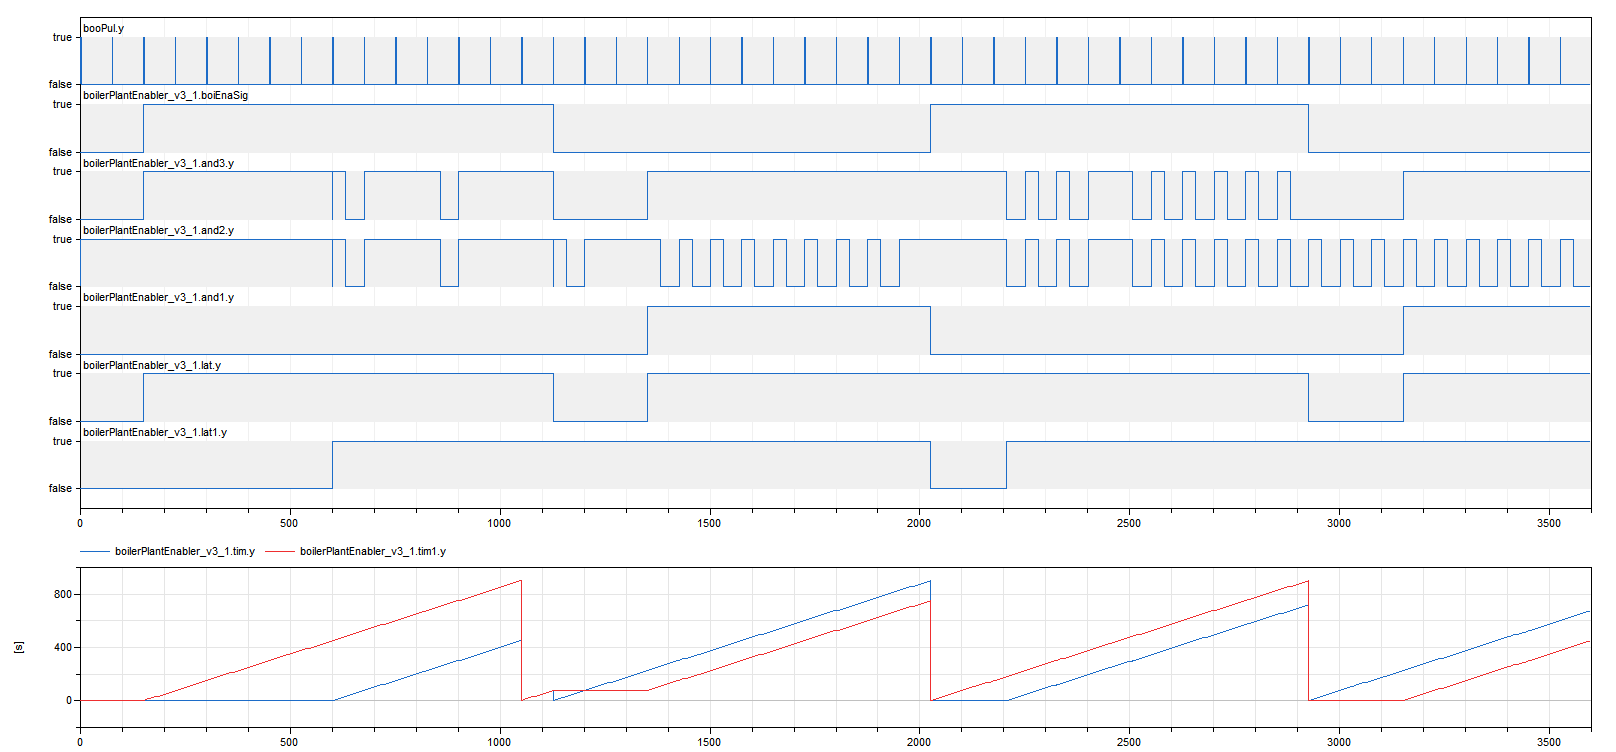 booPul.y
true
false
boilerPlantEnabler_v3_1.boiEnaSig
true
false
boilerPlantEnabler_v3_1.and3.y
true
false
boilerPlantEnabler_v3_1.and2.y
true
false
boilerPlantEnabler_v3_1.and1.y
true
false
boilerPlantEnabler_v3_1.lat.y
true
false
boilerPlantEnabler_v3_1.lat1.y
true
false
0 500 1000 1500 2000 2500 3000 3500
boilerPlantEnabler_v3_1.tim.y boilerPlantEnabler_v3_1.tim1.y
800
400
0
[s]
0 500 1000 1500 2000 2500 3000 3500